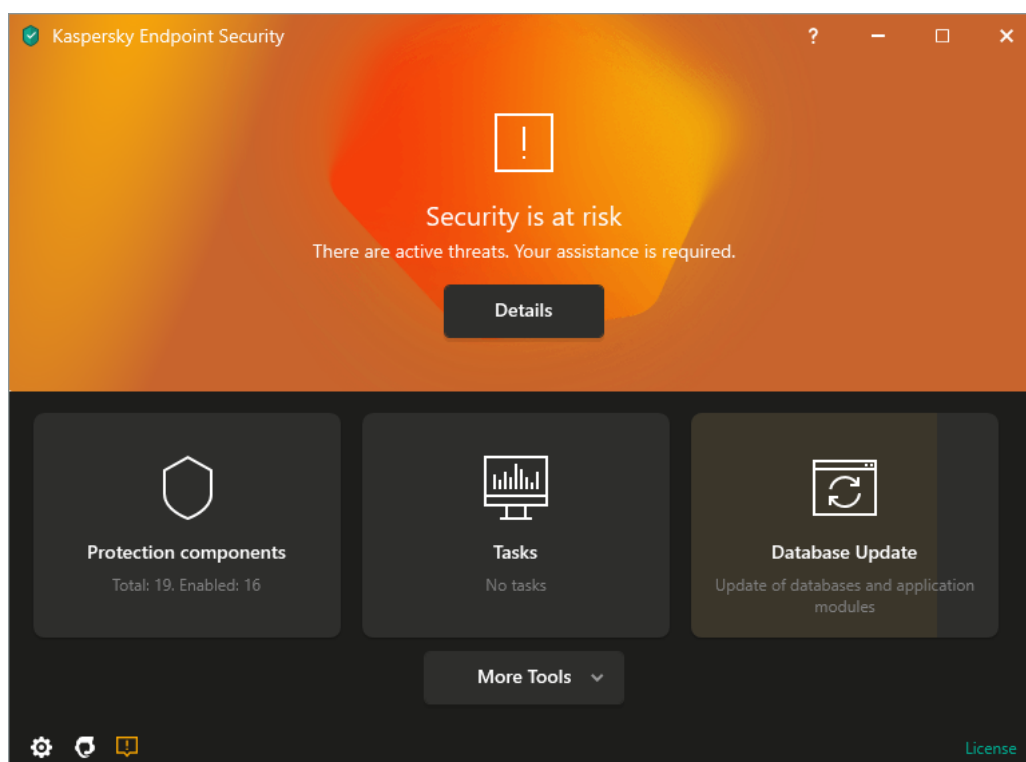 Kaspersky Endpoint Security
?
Security is at risk
There are active threats. Your assistance is required.
Details
Protection components
Total: 19. Enabled: 16
Tasks
No tasks
Database Update
Update of databases and application
modules
More Tools
License